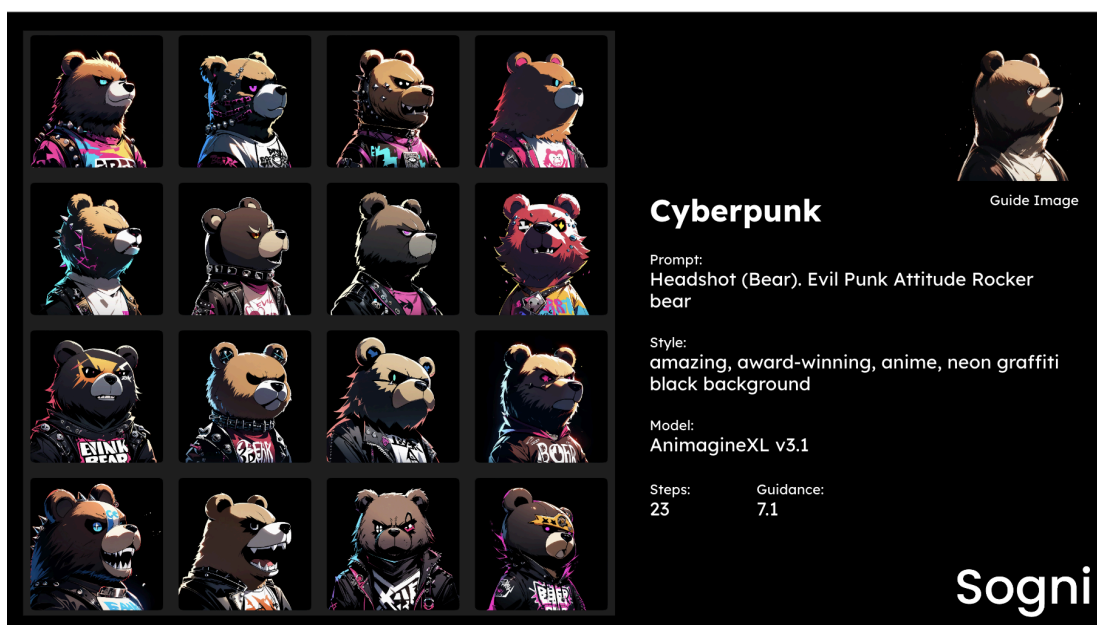 Guide Image
Cyberpunk
Prompt:
Headshot (Bear). Evil Punk Attitude Rocker
bear
Style:
amazing, award-winning, anime, neon graffiti
black background
Model:
AnimagineXL v3.1
Steps:
Guidance:
23
7.1
Sogni